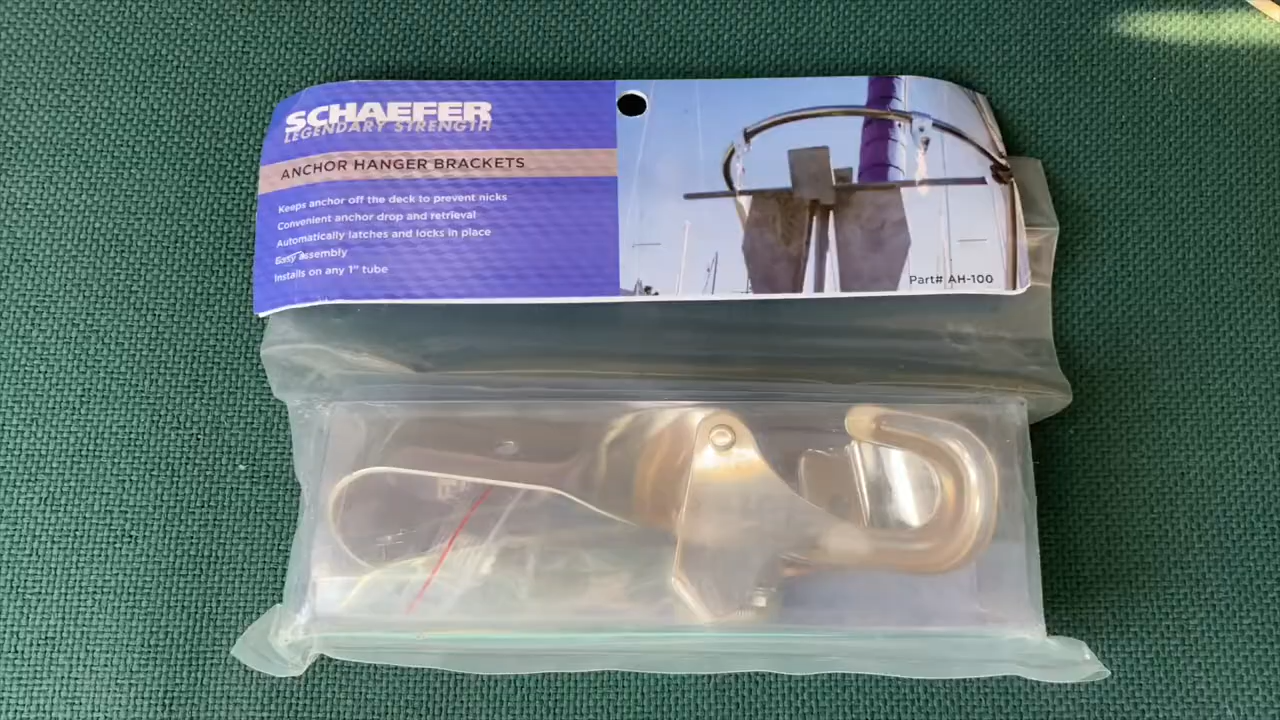 SCHAEFER
LEGENDARY STRENGTH
ANCHOR HANGER BRACKETS
Keeps anchor off the deck to prevent nicks
Convenient anchor drop and retrieval
Automatically latches and locks in place
Easy assembly
Installs on any 1" tube
Part# AH-100